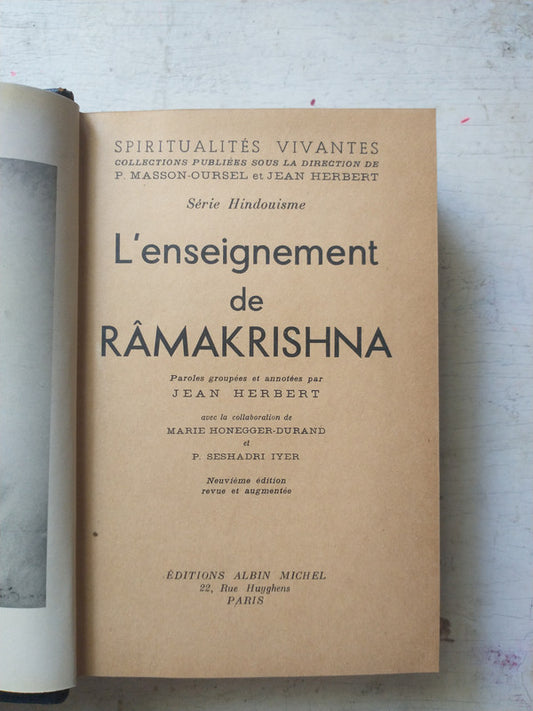 SPIRITUALITÉS VIVANTES
COLLECTIONS PUBLIÉES SOUS LA DIRECTION DE
P. MASSON-OURSEL et JEAN HERBERT
Série Hindouisme
L'enseignement
de
RÂMAKRISHNA
Paroles groupées et annotées par
JEAN HERBERT
avec la collaboration de
MARIE HONEGGER-DURAND
et
P. SESHADRI IYER
Neuvième édition
revue et augmentée
ÉDITIONS ALBIN MICHEL
22, Rue Huyghens
PARIS